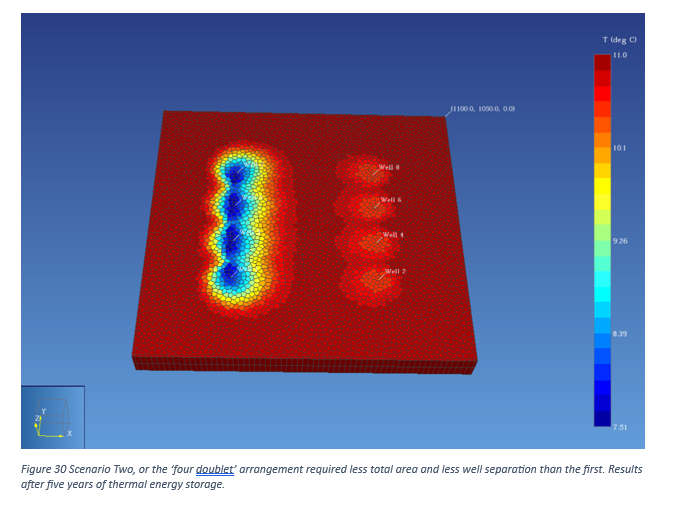 T (deg C)
11.0
(1100.0, 1050.0, 0.0)
10.1
Well 8
Well 6
Well 4
9.26
Well 2
8.39
7.51
Y
Z
X
Figure 30 Scenario Two, or the ‘four doublet’ arrangement required less total area and less well separation than the first. Results
after five years of thermal energy storage.